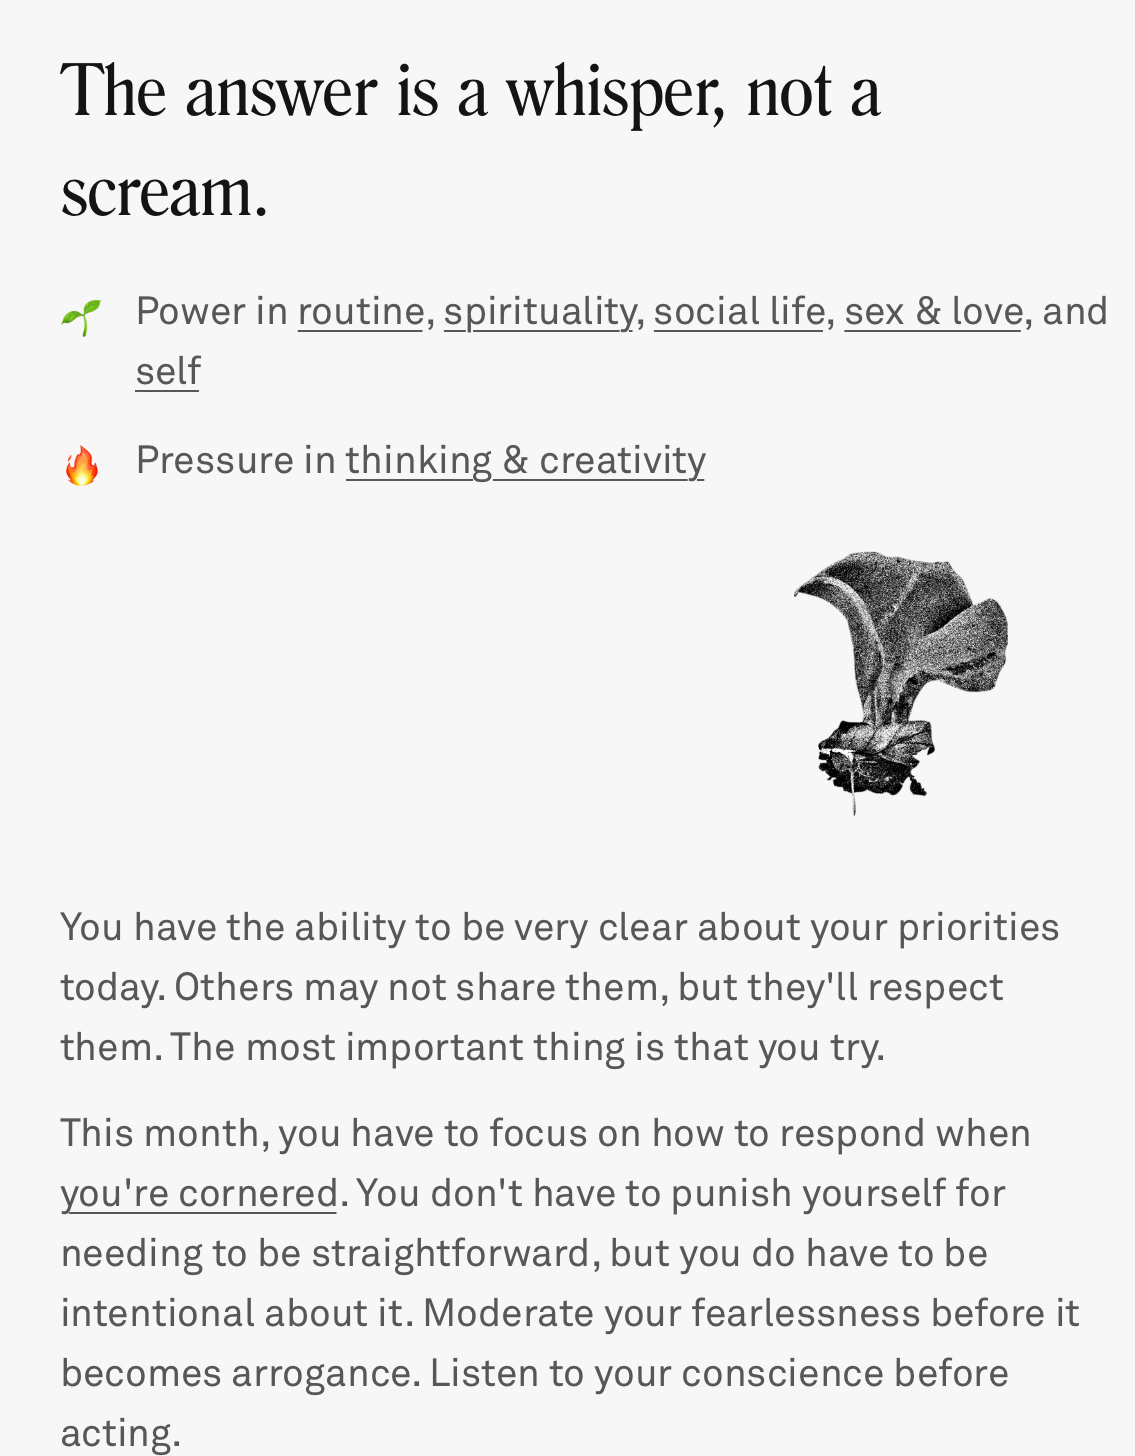 The answer is a whisper, not a
scream.
Power in routine, spirituality, social life, sex & love, and
self
Pressure in thinking & creativity
You have the ability to be very clear about your priorities
today. Others may not share them, but they'll respect
them. The most important thing is that you try.
This month, you have to focus on how to respond when
you're cornered. You don't have to punish yourself for
needing to be straightforward, but you do have to be
intentional about it. Moderate your fearlessness before it
becomes arrogance. Listen to your conscience before
acting.